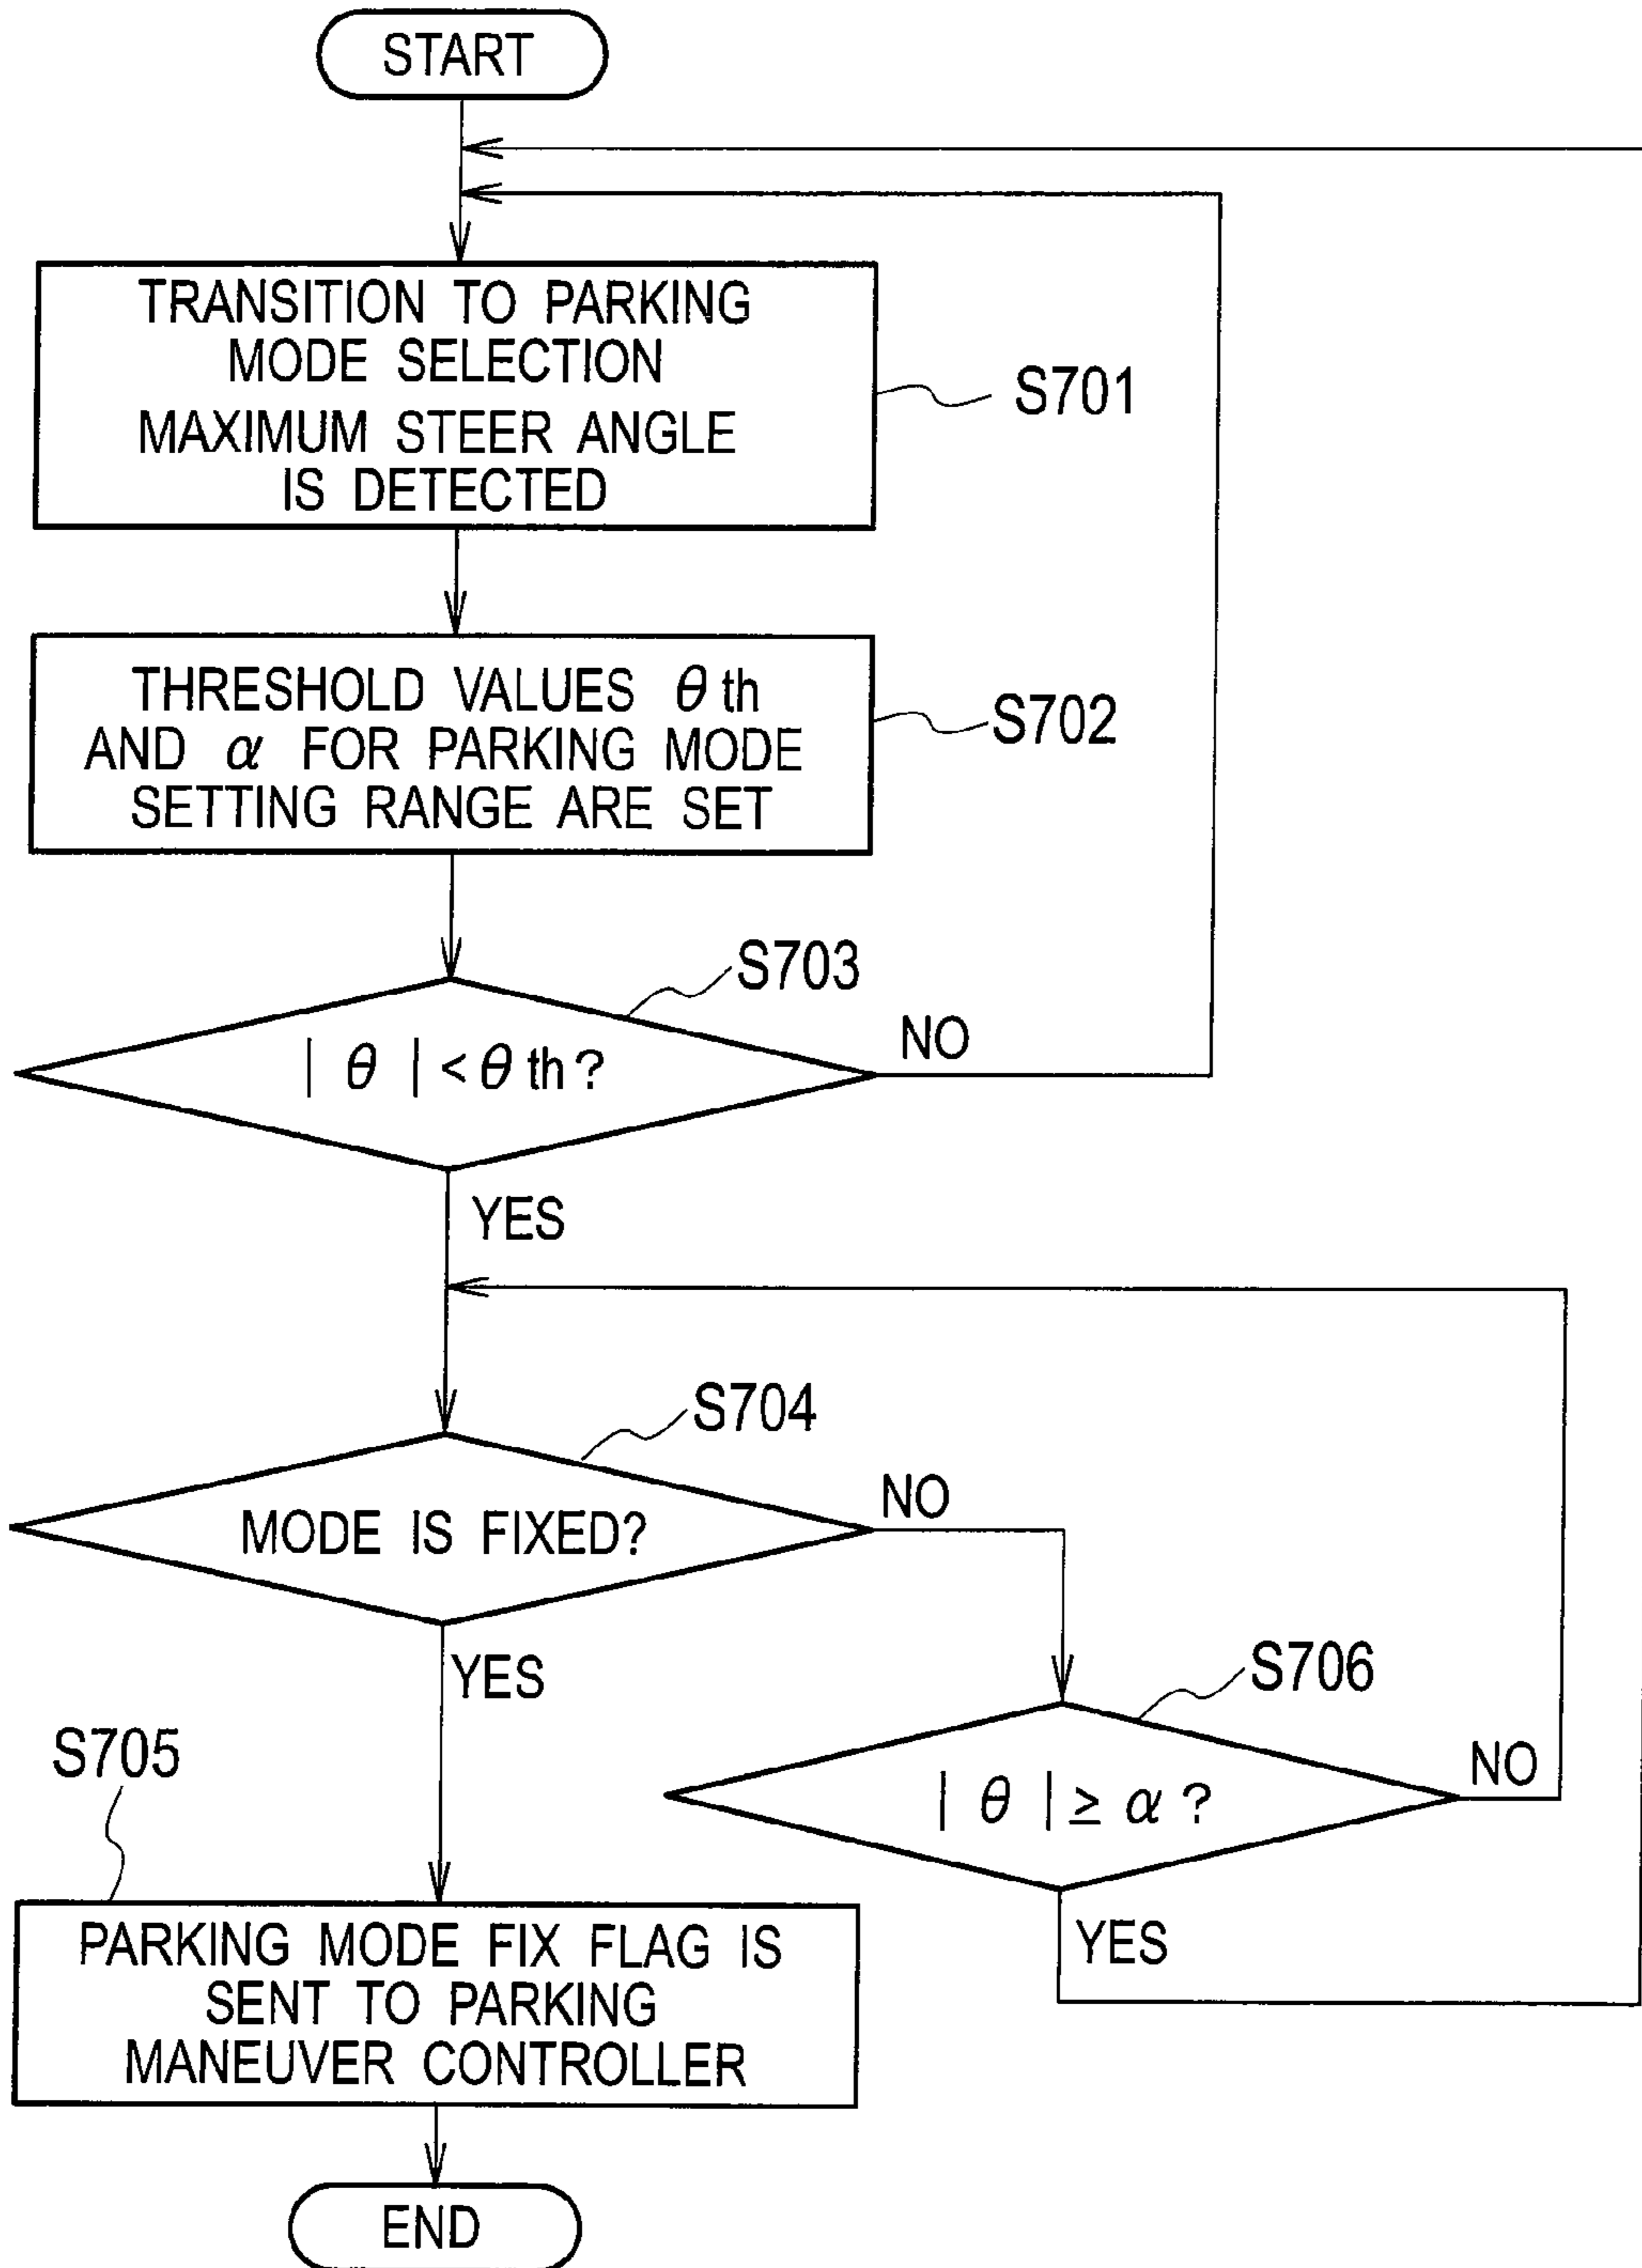 START
TRANSITION TO PARKING
MODE SELECTION
MAXIMUM STEER ANGLE
IS DETECTED
S701
THRESHOLD VALUES θth
AND α FOR PARKING MODE
SETTING RANGE ARE SET
S702
S703
| θ | < θth?
NO
YES
S704
MODE IS FIXED?
NO
YES
S706
| θ | ≥ α?
NO
YES
S705
PARKING MODE FIX FLAG IS
SENT TO PARKING
MANEUVER CONTROLLER
END